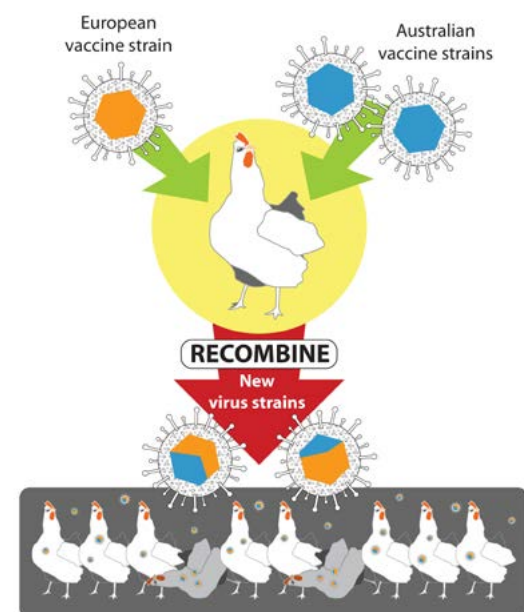 European
vaccine strain
Australian
vaccine strains
RECOMBINE
New
virus strains